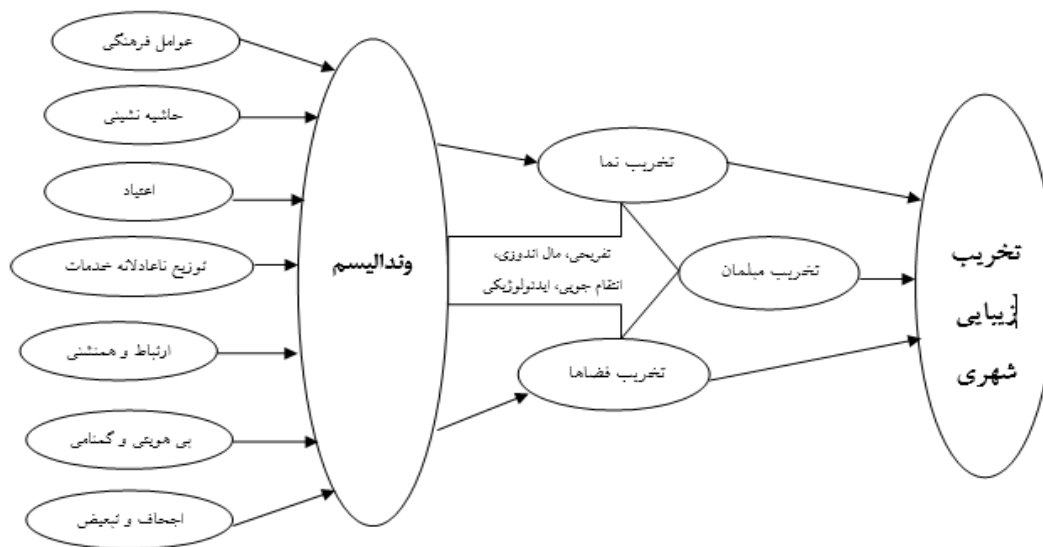 عوامل فرهنگی
حاشیه نشینی
اعتیاد
توزیع ناعادلانه خدمات
ارتباط و همنشنی
بی هویتی و گمنامی
اجحاف و تبعیض
وندالیسم
تخریب نما
تفریحی، مال اندوزی،
انتقام جویی، ایدئولوژیکی
تخریب مبلمان
تخریب فضاها
تخریب
زیبایی
شهری